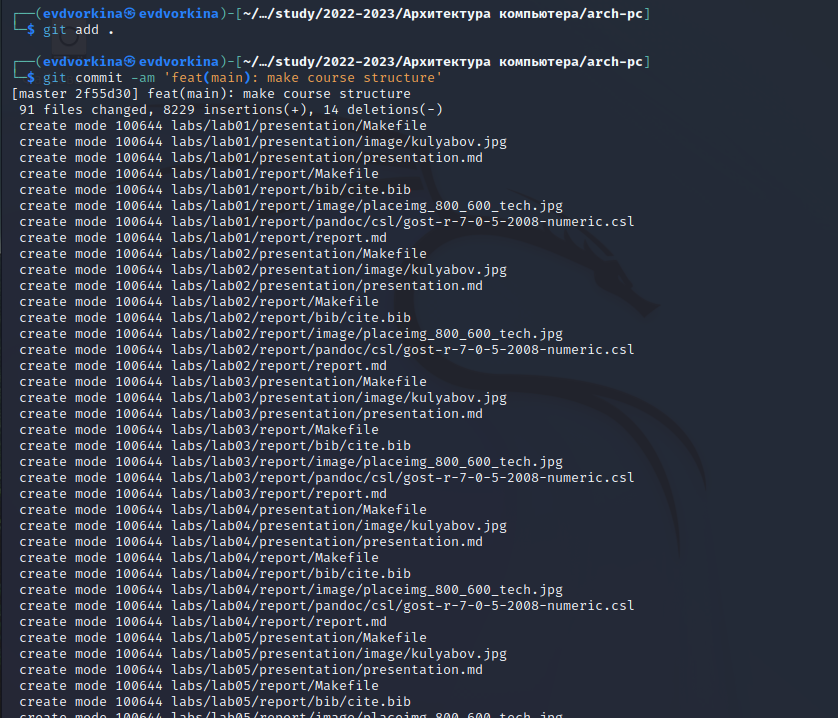 ┌──(evdvorkina㉿evdvorkina)-[~/…/study/2022-2023/Архитектура компьютера/arch-pc]
└─$ git add .
┌──(evdvorkina㉿evdvorkina)-[~/…/study/2022-2023/Архитектура компьютера/arch-pc]
└─$ git commit -am 'feat(main): make course structure'
[master 2f55d30] feat(main): make course structure
91 files changed, 8229 insertions(+), 14 deletions(-)
create mode 100644 labs/lab01/presentation/Makefile
create mode 100644 labs/lab01/presentation/image/kulyabov.jpg
create mode 100644 labs/lab01/presentation/presentation.md
create mode 100644 labs/lab01/report/Makefile
create mode 100644 labs/lab01/report/bib/cite.bib
create mode 100644 labs/lab01/report/image/placeimg_800_600_tech.jpg
create mode 100644 labs/lab01/report/pandoc/csl/gost-r-7-0-5-2008-numeric.csl
create mode 100644 labs/lab01/report/report.md
create mode 100644 labs/lab02/presentation/Makefile
create mode 100644 labs/lab02/presentation/image/kulyabov.jpg
create mode 100644 labs/lab02/presentation/presentation.md
create mode 100644 labs/lab02/report/Makefile
create mode 100644 labs/lab02/report/bib/cite.bib
create mode 100644 labs/lab02/report/image/placeimg_800_600_tech.jpg
create mode 100644 labs/lab02/report/pandoc/csl/gost-r-7-0-5-2008-numeric.csl
create mode 100644 labs/lab02/report/report.md
create mode 100644 labs/lab03/presentation/Makefile
create mode 100644 labs/lab03/presentation/image/kulyabov.jpg
create mode 100644 labs/lab03/presentation/presentation.md
create mode 100644 labs/lab03/report/Makefile
create mode 100644 labs/lab03/report/bib/cite.bib
create mode 100644 labs/lab03/report/image/placeimg_800_600_tech.jpg
create mode 100644 labs/lab03/report/pandoc/csl/gost-r-7-0-5-2008-numeric.csl
create mode 100644 labs/lab03/report/report.md
create mode 100644 labs/lab04/presentation/Makefile
create mode 100644 labs/lab04/presentation/image/kulyabov.jpg
create mode 100644 labs/lab04/presentation/presentation.md
create mode 100644 labs/lab04/report/Makefile
create mode 100644 labs/lab04/report/bib/cite.bib
create mode 100644 labs/lab04/report/image/placeimg_800_600_tech.jpg
create mode 100644 labs/lab04/report/pandoc/csl/gost-r-7-0-5-2008-numeric.csl
create mode 100644 labs/lab04/report/report.md
create mode 100644 labs/lab05/presentation/Makefile
create mode 100644 labs/lab05/presentation/image/kulyabov.jpg
create mode 100644 labs/lab05/presentation/presentation.md
create mode 100644 labs/lab05/report/Makefile
create mode 100644 labs/lab05/report/bib/cite.bib
create mode 100644 labs/lab05/report/image/placeimg_800_600_tech.jpg